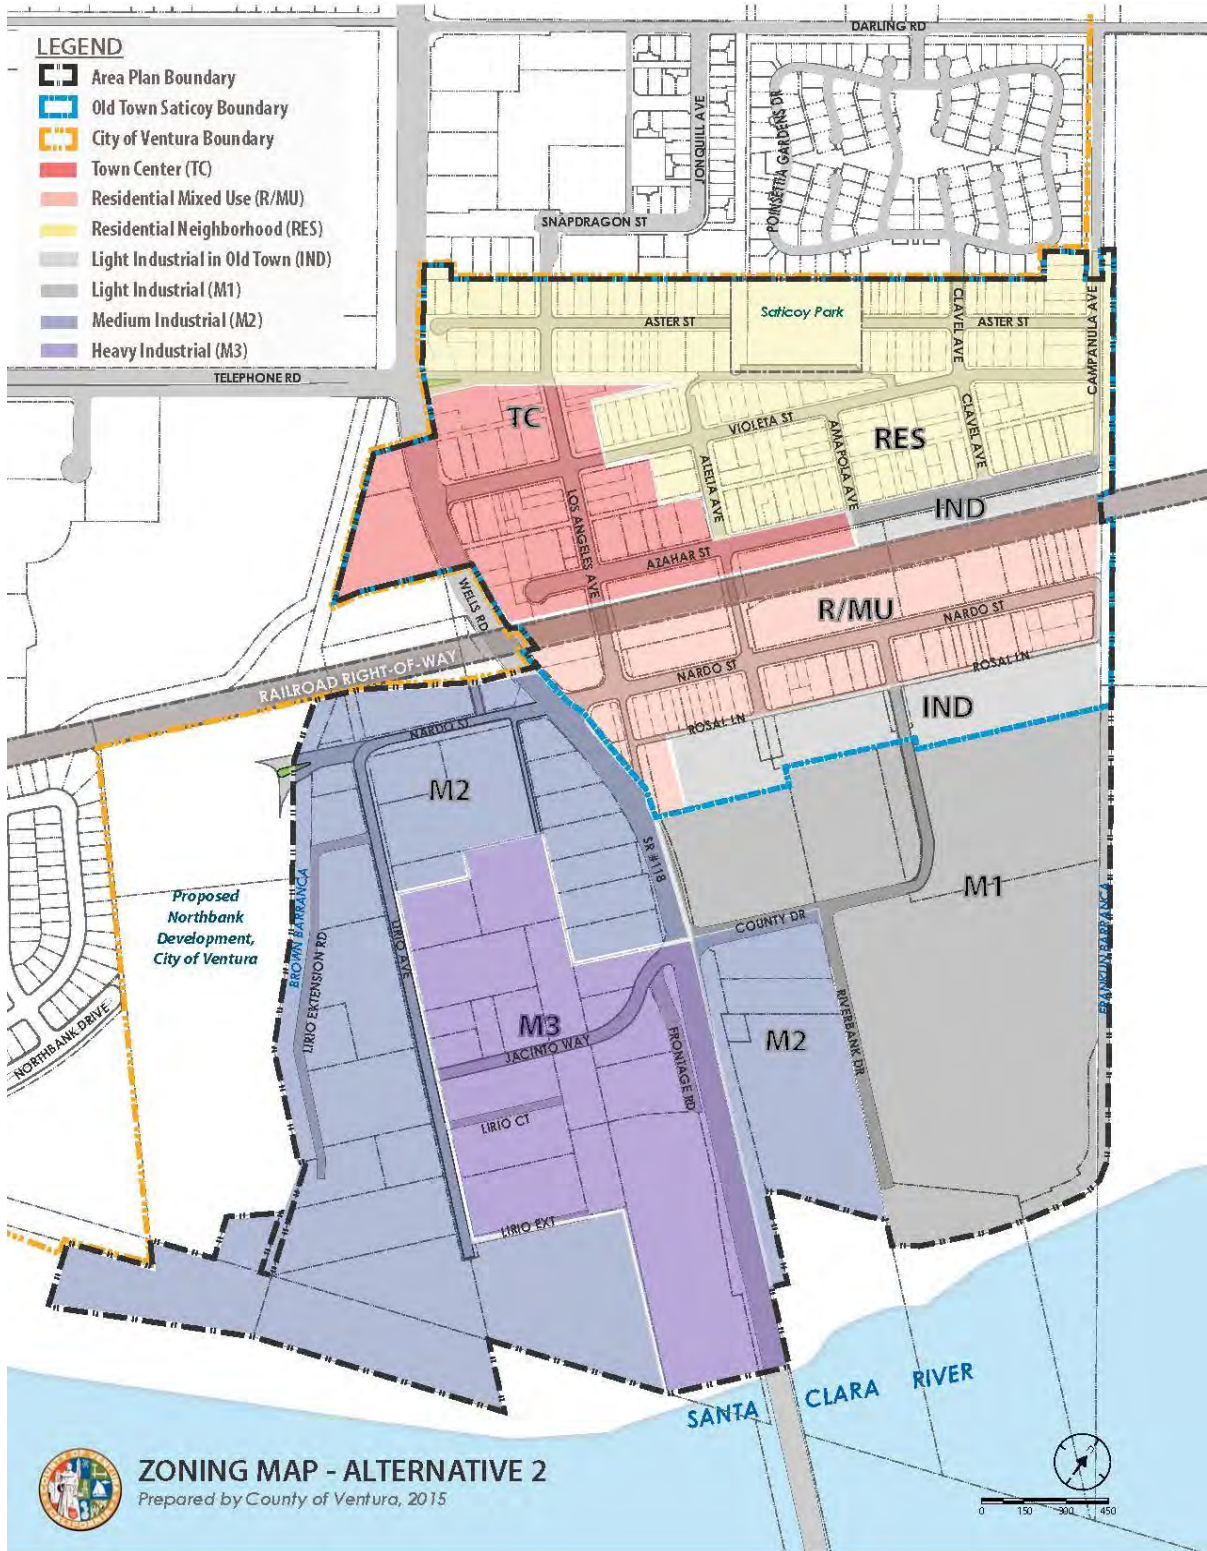 DARLING RD
LEGEND
Area Plan Boundary
Old Town Saticoy Boundary
City of Ventura Boundary
Town Center (TC)
Residential Mixed Use (R/MU)
Residential Neighborhood (RES)
Light Industrial in Old Town (IND)
Light Industrial (M1)
Medium Industrial (M2)
Heavy Industrial (M3)
JONQUILL AVE
POINSETTIA GARDENS DR
SNAPDRAGON ST
CLAVEL AVE
CAMPANULA AVE
Saticoy Park
ASTER ST
ASTER ST
TELEPHONE RD
TC
VIOLETA ST
AMAPOLA AVE
RES
CLAVEL AVE
ALELIA AVE
LOS ANGELES AVE
IND
AZAHAR ST
WELLS RD
R/MU
NARDO ST
RAILROAD RIGHT-OF-WAY
NARDO ST
ROSAL LN
IND
ROSAL LN
NARDO ST
M2
SR #118
M1
Proposed
Northbank
Development,
City of Ventura
BROWN BARRANCA
LIRIO EXTENSION RD
LIRIO AVE
COUNTY DR
FRANKLIN BARRANCA
RIVERBANK DR
NORTHBANK DRIVE
M3
JACINTO WAY
FRONTAGE RD
M2
LIRIO CT
LIRIO EXT
SANTA CLARA RIVER
ZONING MAP - ALTERNATIVE 2
Prepared by County of Ventura, 2015
0 150 300 450